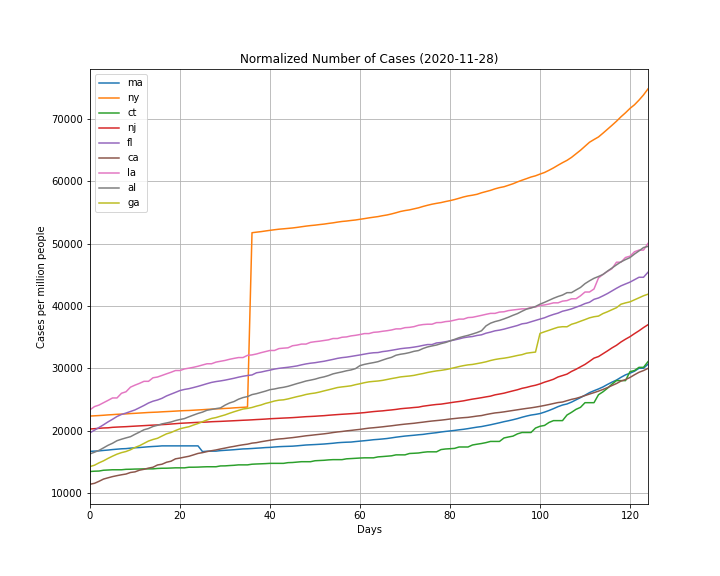 Normalized Number of Cases (2020-11-28)
ma
ny
ct
nj
fl
ca
la
al
ga
Cases per million people
70000
60000
50000
40000
30000
20000
10000
0 20 40 60 80 100 120
Days